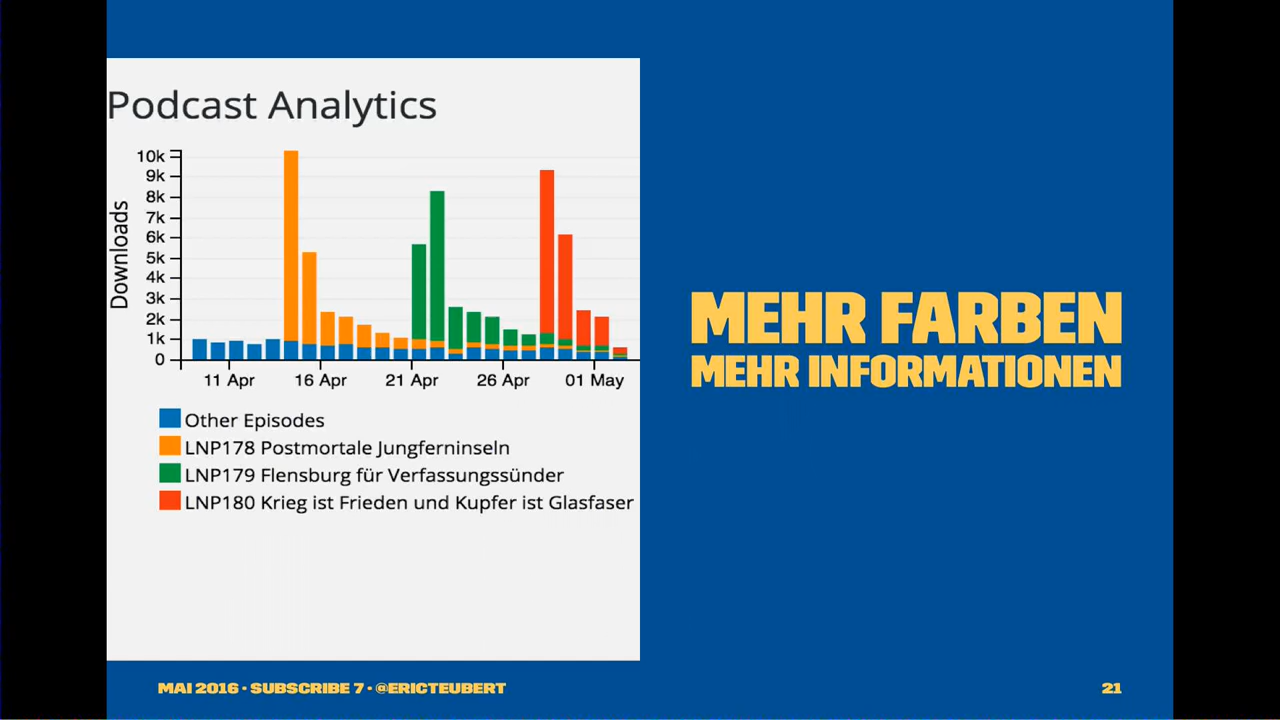 Podcast Analytics
Downloads
10k
9k
8k
7k
6k
5k
4k
3k
2k
1k
0
11 Apr 16 Apr 21 Apr 26 Apr 01 May
Other Episodes
LNP178 Postmortale Jungferninseln
LNP179 Flensburg für Verfassungssünder
LNP180 Krieg ist Frieden und Kupfer ist Glasfaser
MEHR FARBEN
MEHR INFORMATIONEN
MAI 2016 · SUBSCRIBE 7 · @ERICTEUBERT 21